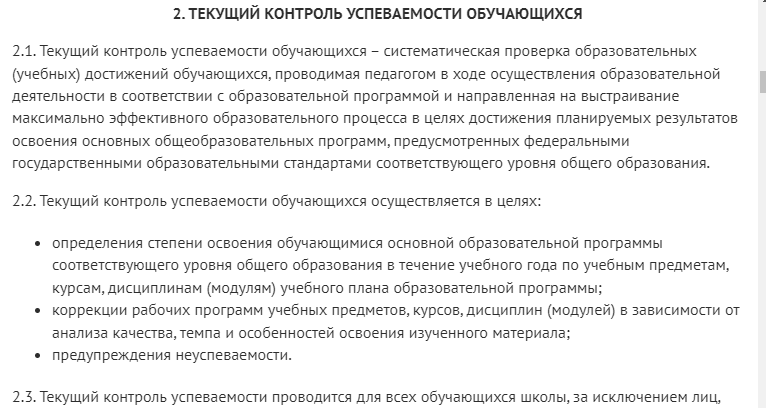 2. ТЕКУЩИЙ КОНТРОЛЬ УСПЕВАЕМОСТИ ОБУЧАЮЩИХСЯ
2.1. Текущий контроль успеваемости обучающихся – систематическая проверка образовательных
(учебных) достижений обучающихся, проводимая педагогом в ходе осуществления образовательной
деятельности в соответствии с образовательной программой и направленная на выстраивание
максимально эффективного образовательного процесса в целях достижения планируемых результатов
освоения основных общеобразовательных программ, предусмотренных федеральными
государственными образовательными стандартами соответствующего уровня общего образования.
2.2. Текущий контроль успеваемости обучающихся осуществляется в целях:
• определения степени освоения обучающимися основной образовательной программы
соответствующего уровня общего образования в течение учебного года по учебным предметам,
курсам, дисциплинам (модулям) учебного плана образовательной программы;
• коррекции рабочих программ учебных предметов, курсов, дисциплин (модулей) в зависимости от
анализа качества, темпа и особенностей освоения изученного материала;
• предупреждения неуспеваемости.
2.3. Текущий контроль успеваемости проводится для всех обучающихся школы, за исключением лиц,